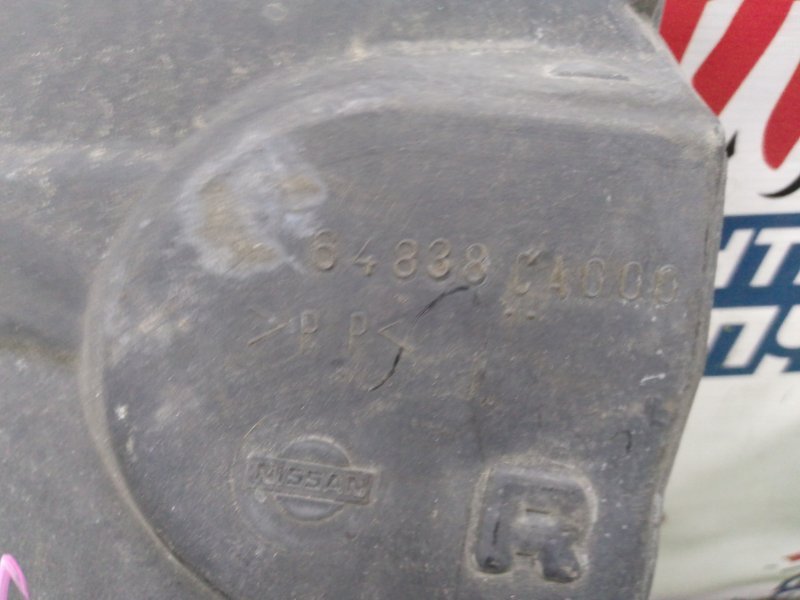 64838 CA000
>PP<
NISSAN
R